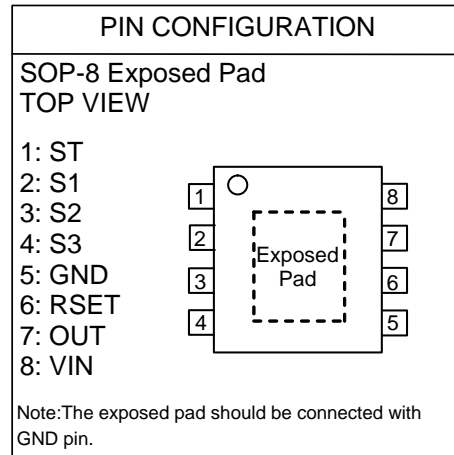 PIN CONFIGURATION
SOP-8 Exposed Pad
TOP VIEW
1: ST
2: S1
3: S2
4: S3
5: GND
6: RSET
7: OUT
8: VIN
1
8
2
7
Exposed
Pad
3
6
4
5
Note:The exposed pad should be connected with
GND pin.